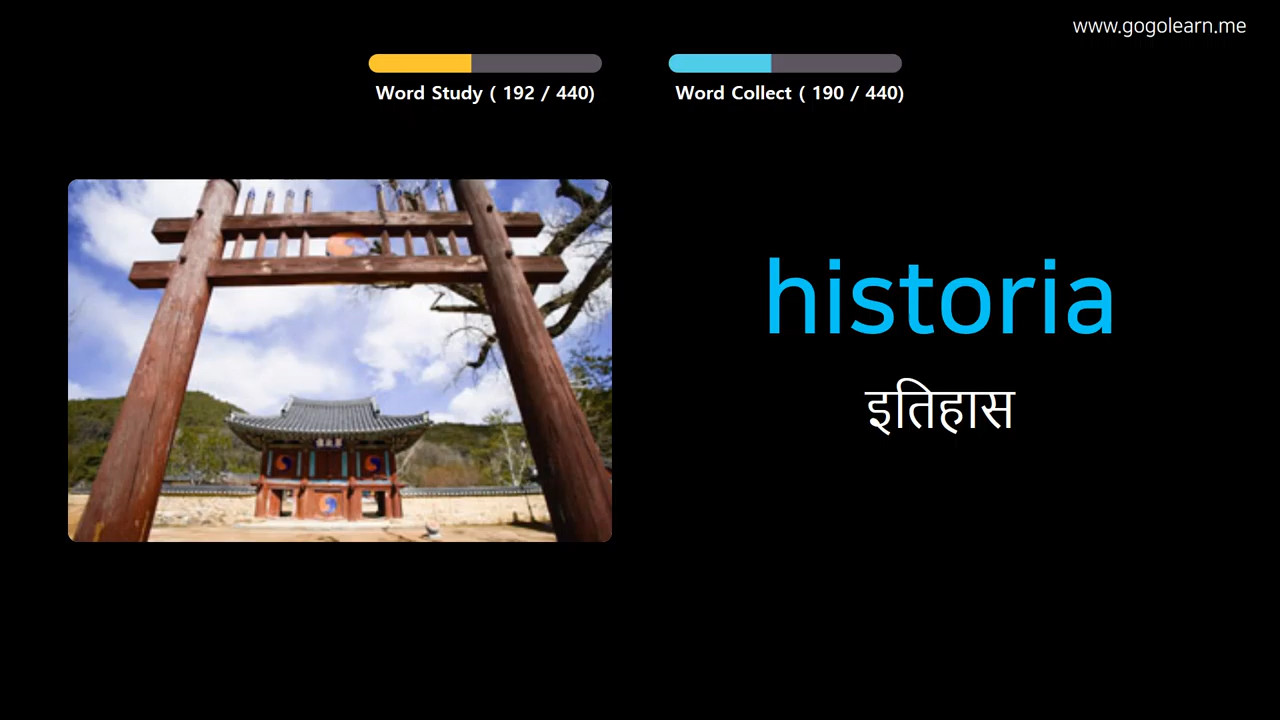 www.gogolearn.me
Word Study ( 192 / 440)
Word Collect ( 190 / 440)
historia
इतिहास